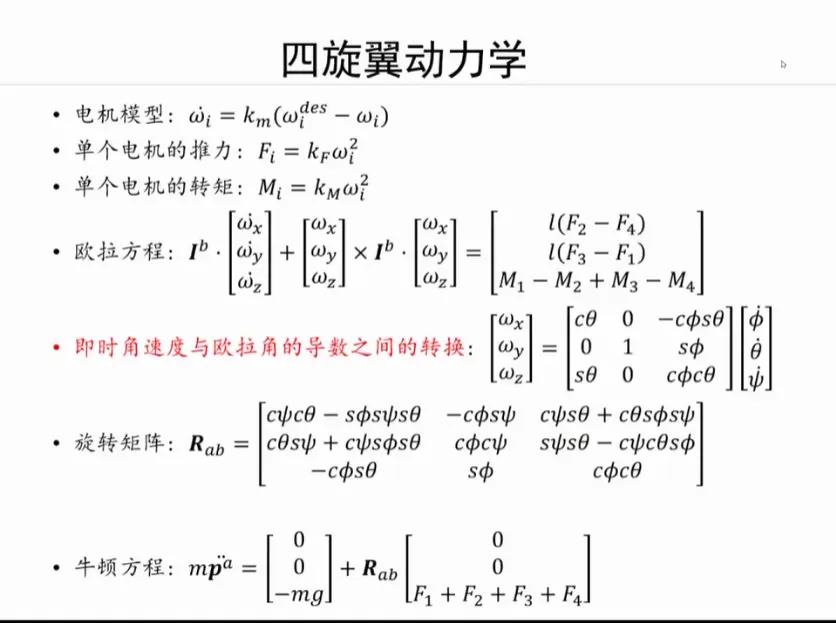 四旋翼动力学
• 电机模型：ω̇ᵢ = kₘ(ωᵢᵈᵉˢ − ωᵢ)
• 单个电机的推力：Fᵢ = k_F ωᵢ²
• 单个电机的转矩：Mᵢ = k_M ωᵢ²
• 欧拉方程：Iᵇ · [ω̇x; ω̇y; ω̇z] + [ωx; ωy; ωz] × Iᵇ · [ωx; ωy; ωz] = [l(F₂ − F₄); l(F₃ − F₁); M₁ − M₂ + M₃ − M₄]
• 即时角速度与欧拉角的导数之间的转换：[ωx; ωy; ωz] = [cθ 0 −cϕsθ; 0 1 sϕ; sθ 0 cϕcθ] [ϕ̇; θ̇; ψ̇]
• 旋转矩阵：R_ab = [cψcθ − sϕsψsθ −cϕsψ cψsθ + cθsϕsψ; cθsψ + cψsϕsθ cϕcψ sψsθ − cψcθsϕ; −cϕsθ sϕ cϕcθ]
• 牛顿方程：mp̈ᵃ = [0; 0; −mg] + R_ab [0; 0; F₁ + F₂ + F₃ + F₄]